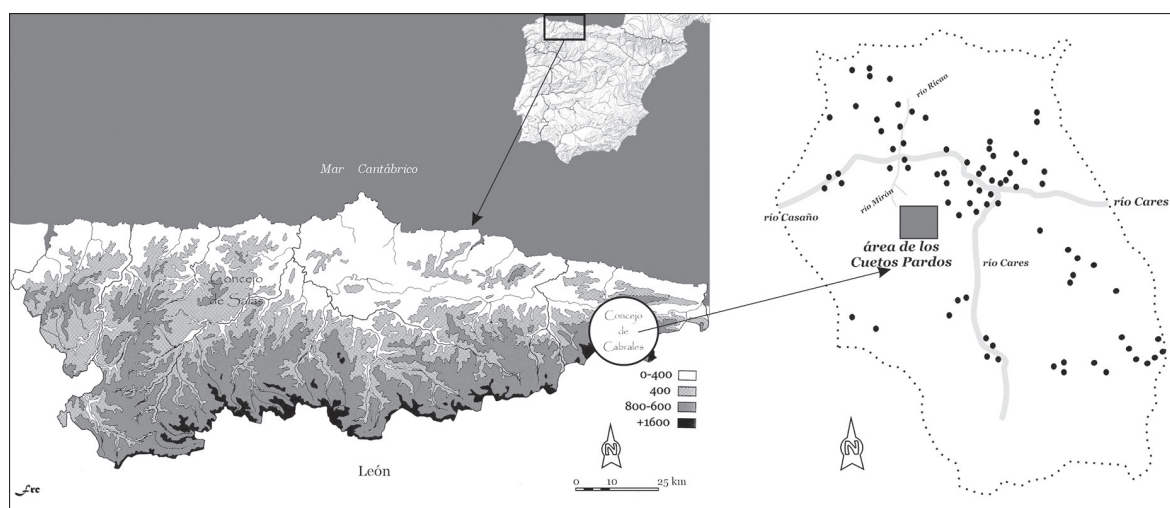 Mar Cantábrico
Concejo
de Salas
Concejo
de
Cabrales
0-400
400
800-600
+1600
León
N
0 10 25 km
frc
río Ricao
río Mirón
río Casaño
río Cares
área de los
Cuetos Pardos
río Cares
N